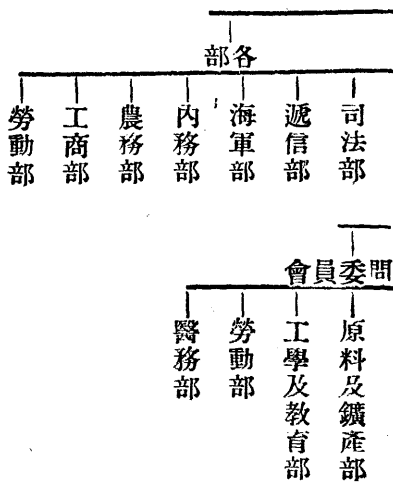 各部
司法部
遞信部
海軍部
內務部
農務部
工商部
勞動部
問委員會
原料及鑛產部
工學及教育部
勞動部
醫務部